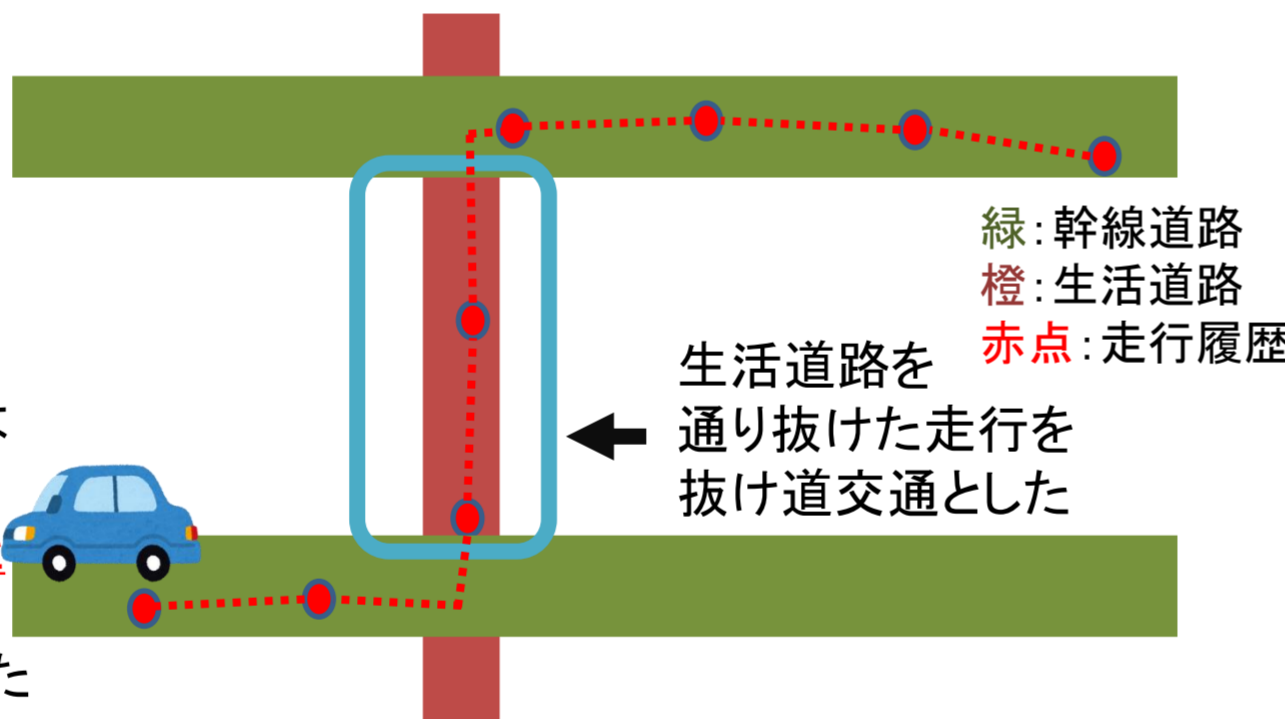 緑：幹線道路
橙：生活道路
赤点：走行履歴
生活道路を
通り抜けた走行を
抜け道交通とした
た